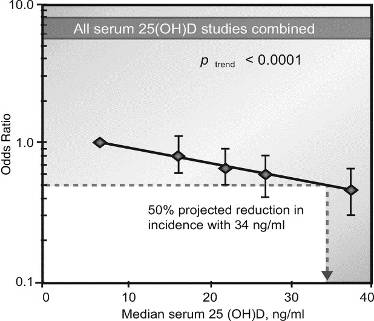 10.0
All serum 25(OH)D studies combined
p trend < 0.0001
Odds Ratio
1.0
50% projected reduction in
incidence with 34 ng/ml
0.1
0 10 20 30 40
Median serum 25 (OH)D, ng/ml